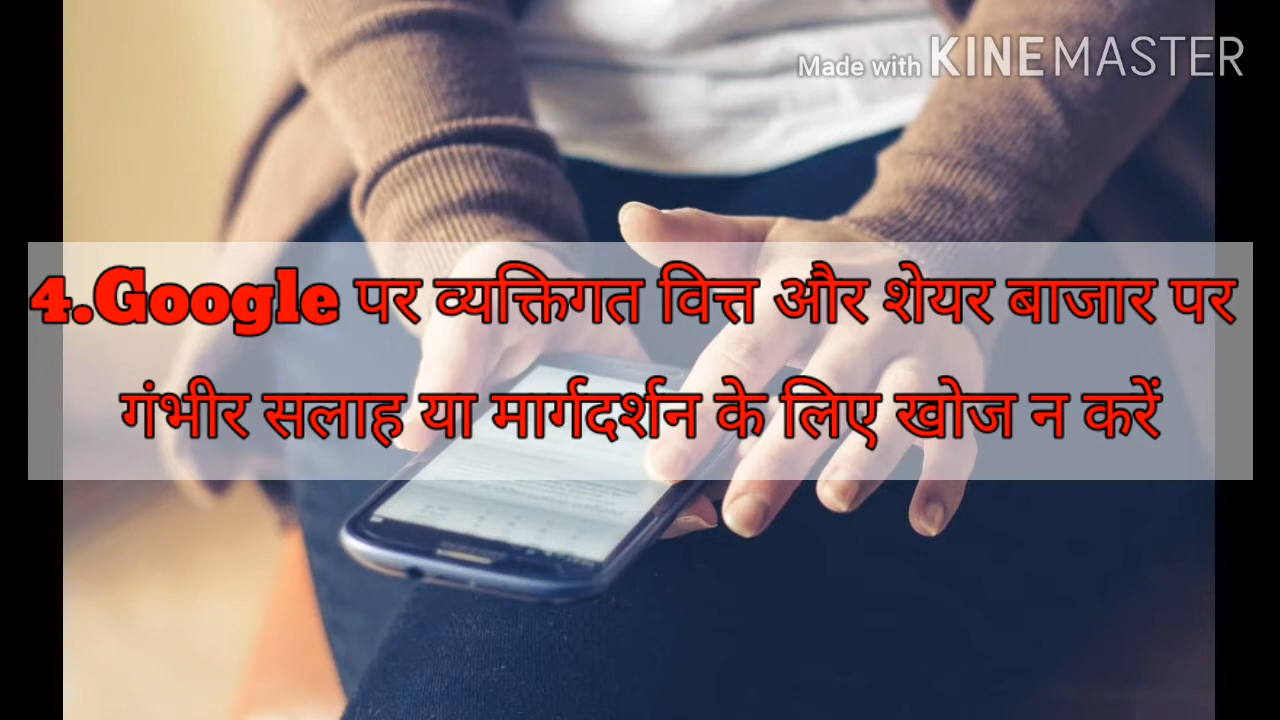 Made with KINEMASTER
4.Google पर व्यक्तिगत वित्त और शेयर बाजार पर
गंभीर सलाह या मार्गदर्शन के लिए खोज न करें